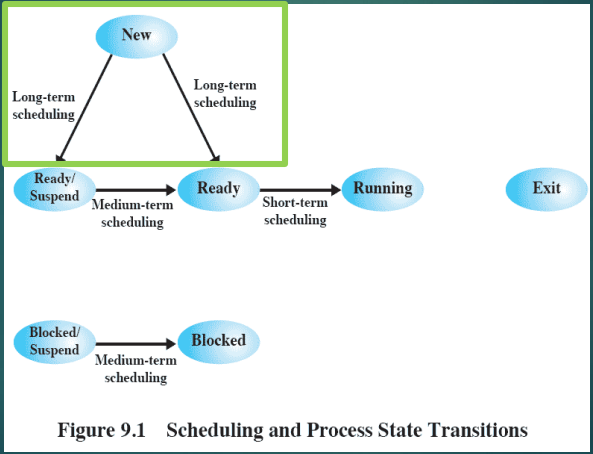 New
Long-term
scheduling
Long-term
scheduling
Ready/
Suspend
Medium-term
scheduling
Ready
Short-term
scheduling
Running
Exit
Blocked/
Suspend
Medium-term
scheduling
Blocked
Figure 9.1 Scheduling and Process State Transitions